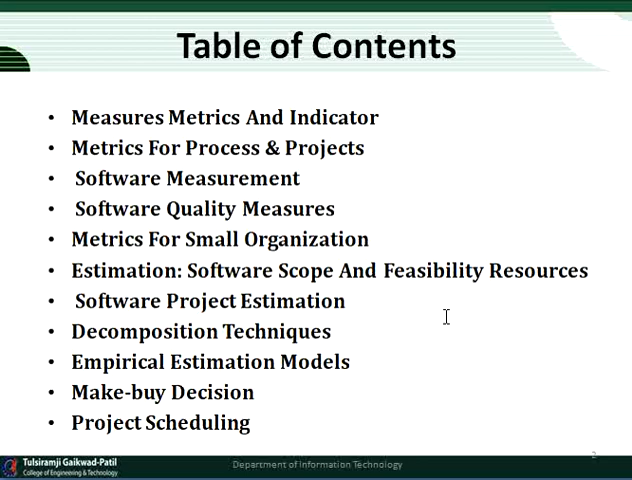 Table of Contents
• Measures Metrics And Indicator
• Metrics For Process & Projects
• Software Measurement
• Software Quality Measures
• Metrics For Small Organization
• Estimation: Software Scope And Feasibility Resources
• Software Project Estimation
• Decomposition Techniques
• Empirical Estimation Models
• Make-buy Decision
• Project Scheduling
2
Tulsiramji Gaikwad-Patil
College of Engineering & Technology
Department of Information Technology